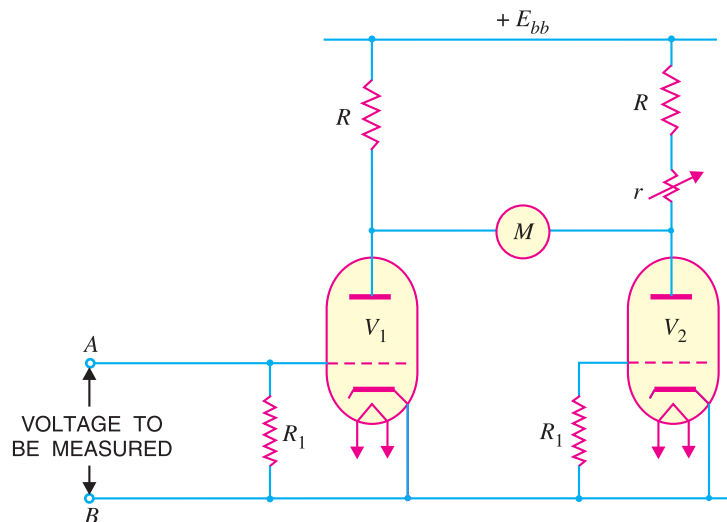 + E_bb
R
R
r
M
V_1
V_2
A
VOLTAGE TO
BE MEASURED
R_1
R_1
B